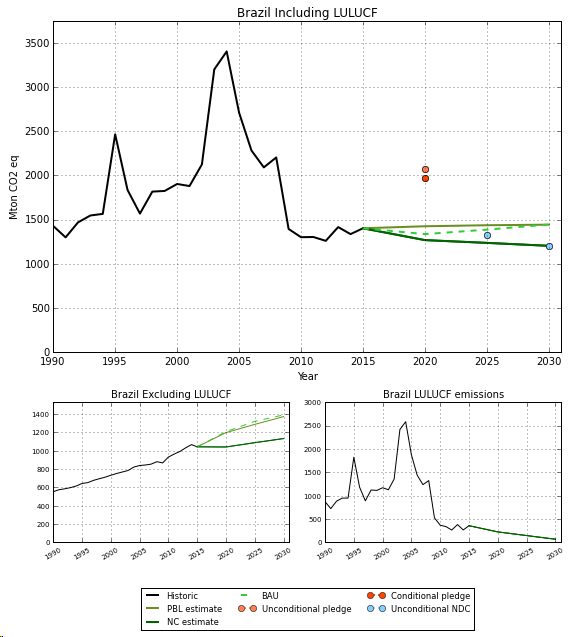 Brazil Including LULUCF
3500
3000
2500
2000
1500
1000
500
0
Mton CO2 eq
1990 1995 2000 2005 2010 2015 2020 2025 2030
Year
Brazil Excluding LULUCF
1400
1200
1000
800
600
400
200
0
1990 1995 2000 2005 2010 2015 2020 2025 2030
Brazil LULUCF emissions
3000
2500
2000
1500
1000
500
0
1990 1995 2000 2005 2010 2015 2020 2025 2030
Historic BAU Conditional pledge
PBL estimate Unconditional pledge Unconditional NDC
NC estimate